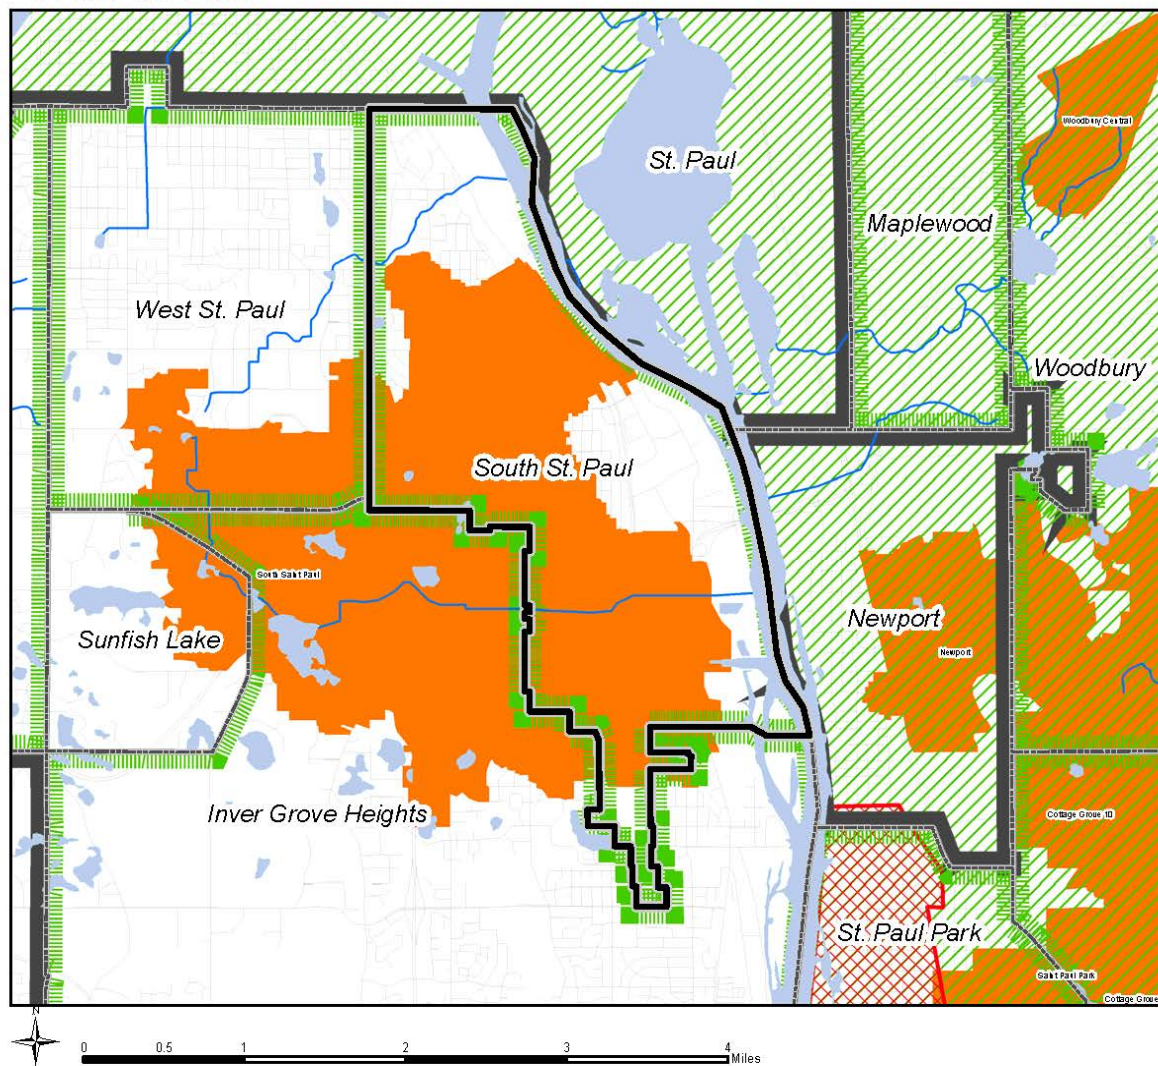 Woodbury Central
St. Paul
Maplewood
West St. Paul
Woodbury
South St. Paul
South Saint Paul
Sunfish Lake
Newport
Newport
Inver Grove Heights
Cottage Grove 10
St. Paul Park
Saint Paul Park
Cottage Grove
N
0 0.5 1 2 3 4
Miles